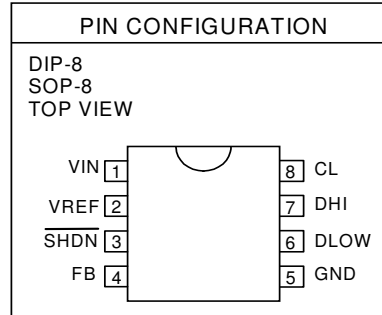 PIN CONFIGURATION
DIP-8
SOP-8
TOP VIEW
VIN 1 8 CL
VREF 2 7 DHI
SHDN 3 6 DLOW
FB 4 5 GND